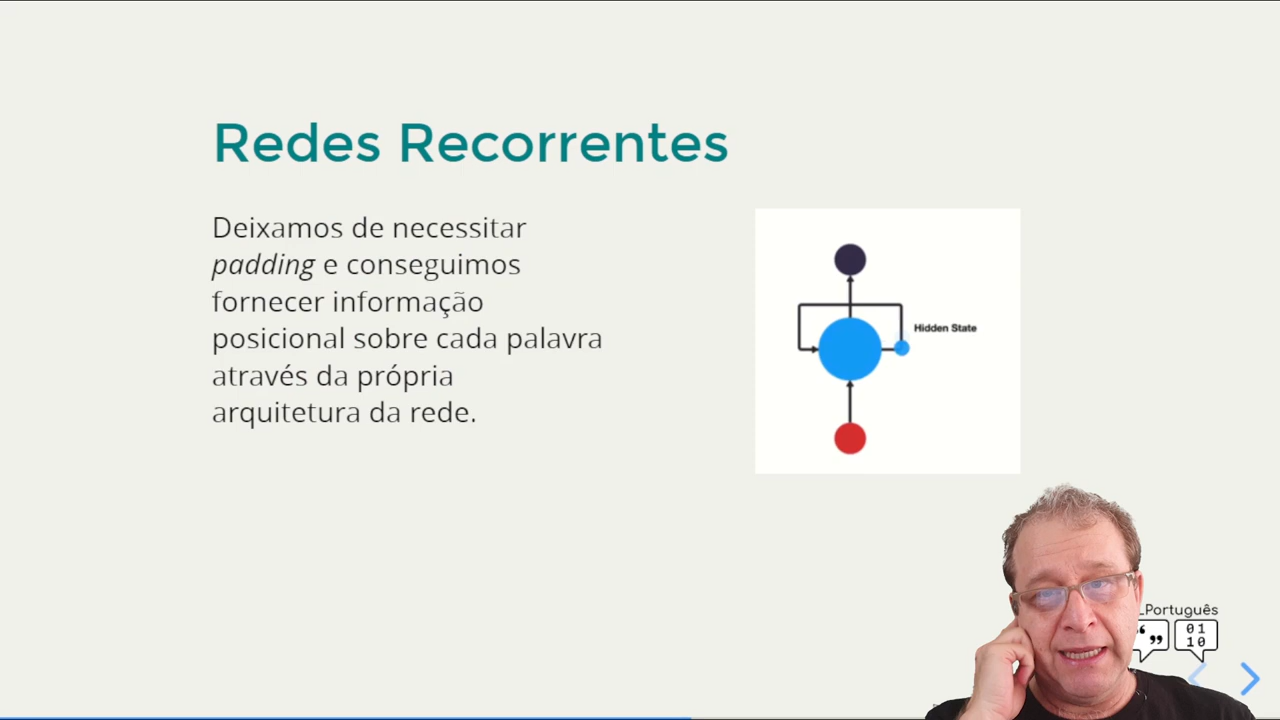 Redes Recorrentes
Deixamos de necessitar
padding e conseguimos
fornecer informação
posicional sobre cada palavra
através da própria
arquitetura da rede.
Hidden State
LPortuguês
01
10